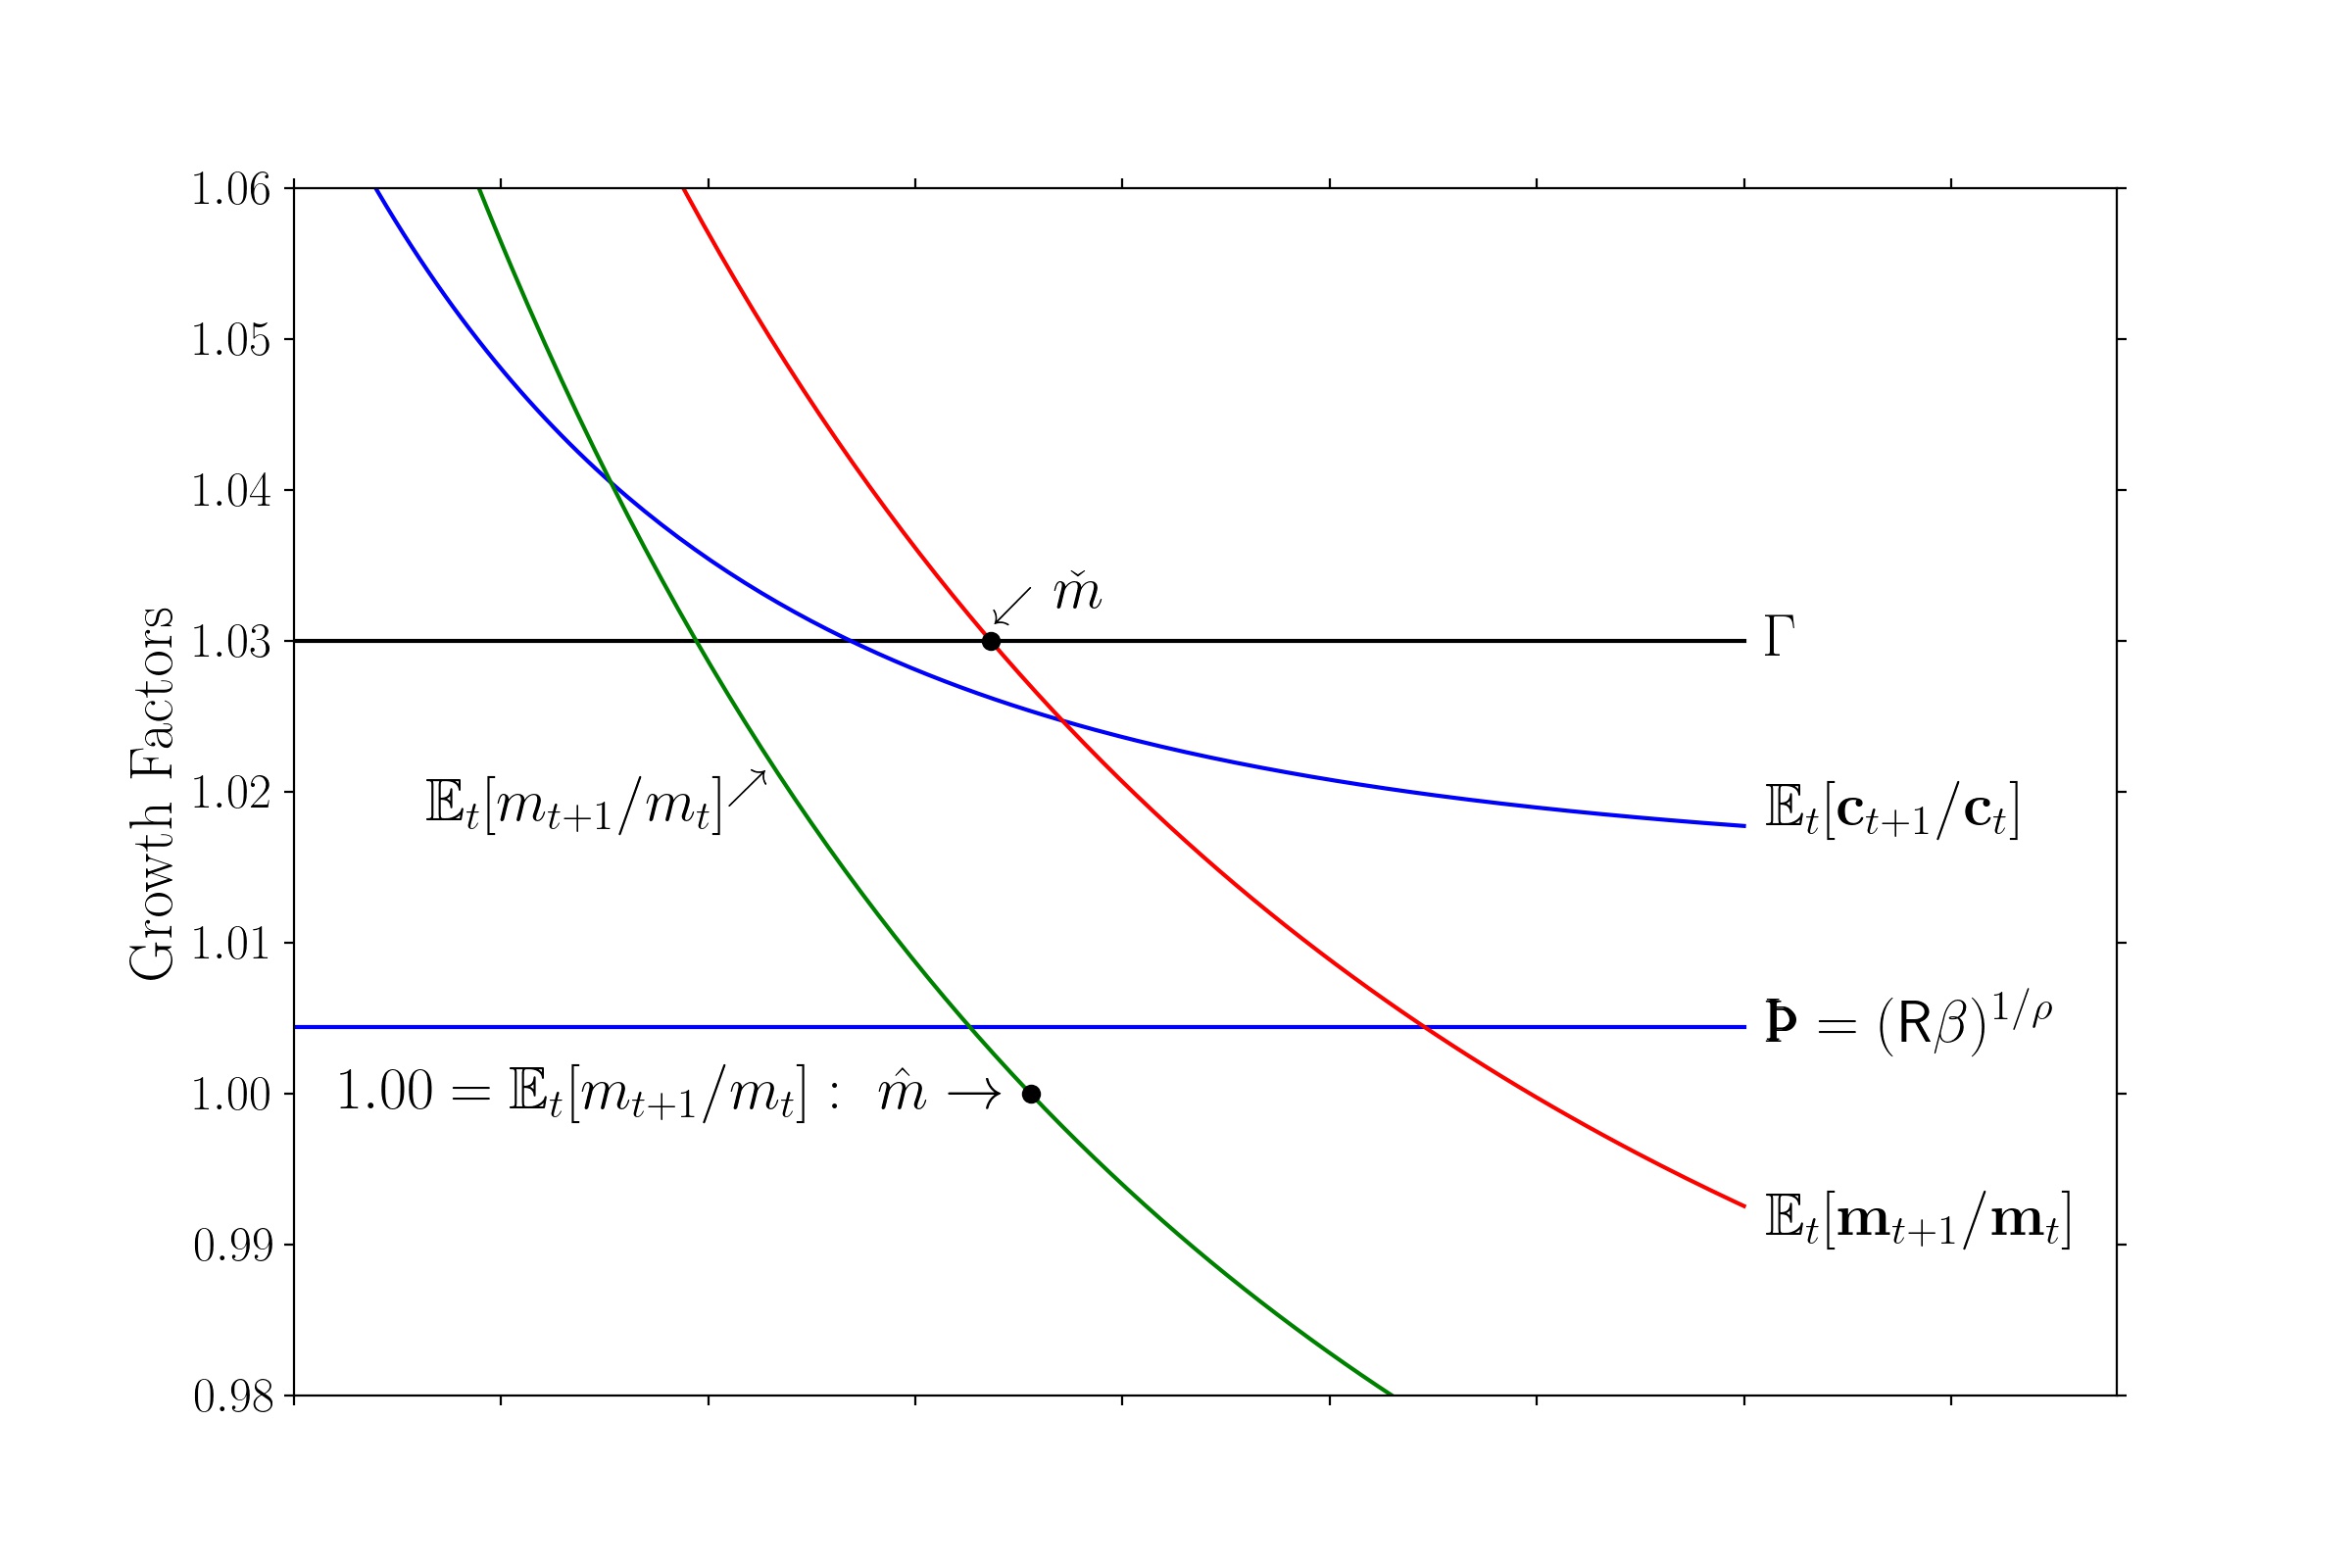 1.06
1.05
1.04
m̌
1.03
Γ
Growth Factors
1.02
𝔼ₜ[mₜ₊₁/mₜ]
𝔼ₜ[𝐜ₜ₊₁/𝐜ₜ]
1.01
Þ = (Rβ)^{1/ρ}
1.00
1.00 = 𝔼ₜ[mₜ₊₁/mₜ] : m̂ →
𝔼ₜ[𝐦ₜ₊₁/𝐦ₜ]
0.99
0.98